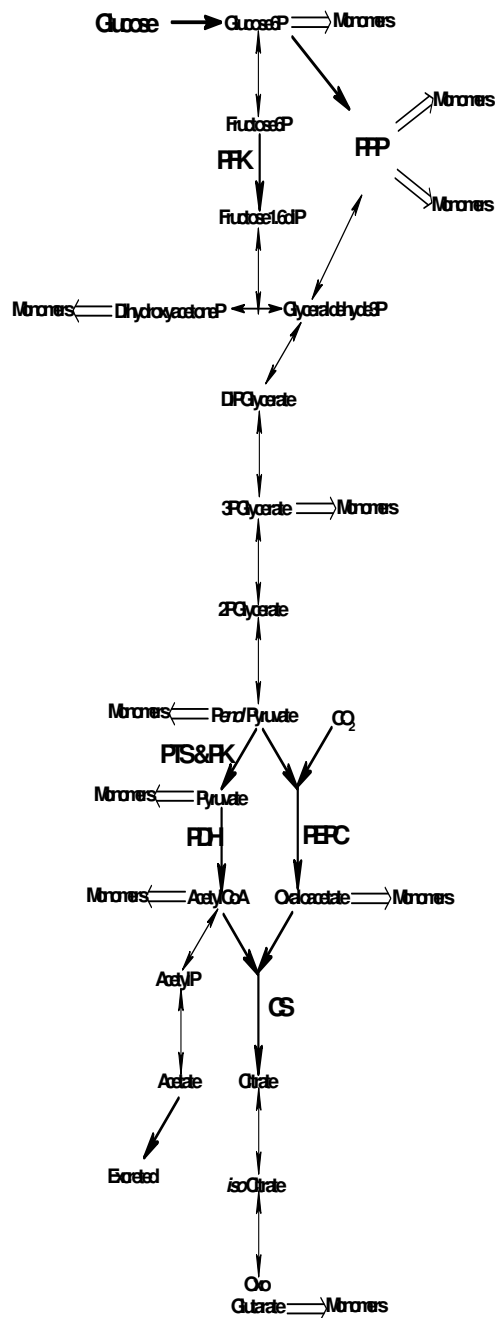 Glucose Glucose6P Monomers
Monomers
Fructose6P
PFK PPP
Monomers
Fructose1.6diP
Monomers DihydroxyacetoneP Glyceraldehyde3P
DIPGlycerate
3PGlycerate Monomers
2PGlycerate
Monomers PenolPyruvate CO₂
PTS&PK
Monomers Pyruvate
PDH PEPC
Monomers AcetylCoA Oxaloacetate Monomers
AcetylP
CS
Acetate Citrate
Excreted isoCitrate
Oxo
Glutarate Monomers